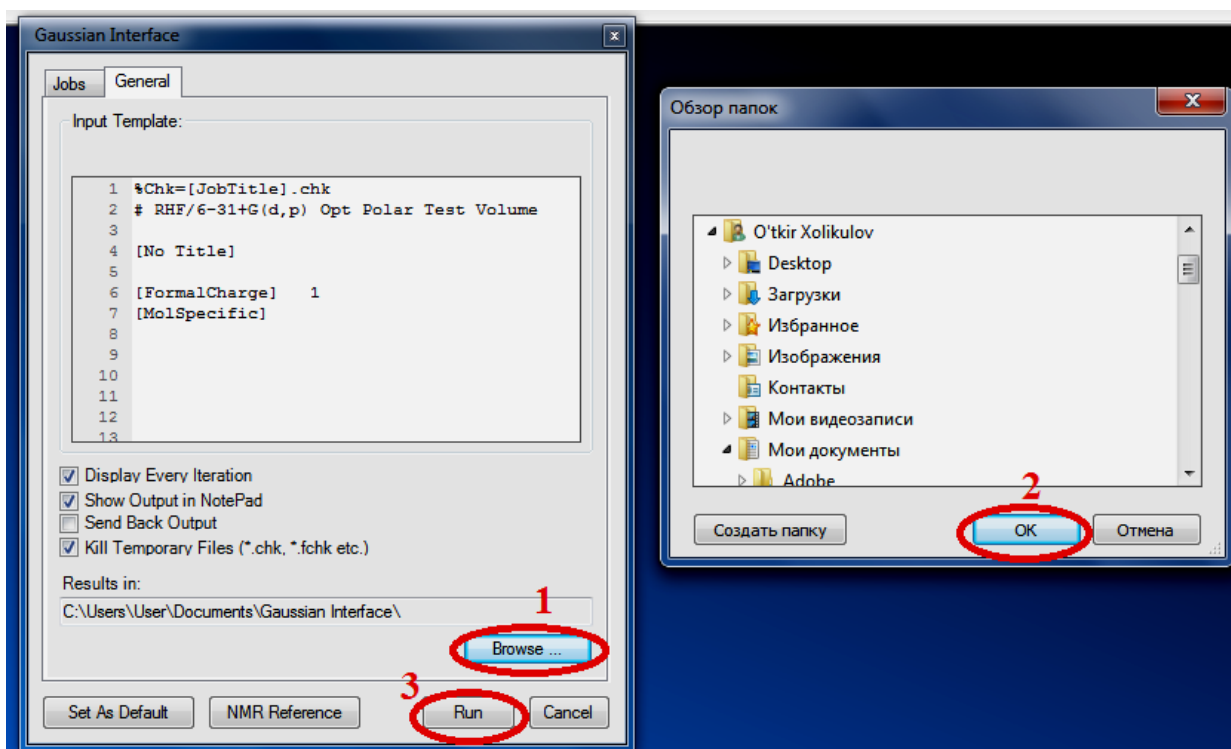 Gaussian Interface
Jobs General
Input Template:
1 %Chk=[JobTitle].chk
2 # RHF/6-31+G(d,p) Opt Polar Test Volume
3
4 [No Title]
5
6 [FormalCharge] 1
7 [MolSpecific]
8
9
10
11
12
13
Display Every Iteration
Show Output in NotePad
Send Back Output
Kill Temporary Files (*.chk, *.fchk etc.)
Results in:
C:\Users\User\Documents\Gaussian Interface\
1
Browse ...
3
Set As Default NMR Reference Run Cancel
Обзор папок
O'tkir Xolikulov
Desktop
Загрузки
Избранное
Изображения
Контакты
Мои видеозаписи
Мои документы
Adobe
2
Создать папку OK Отмена